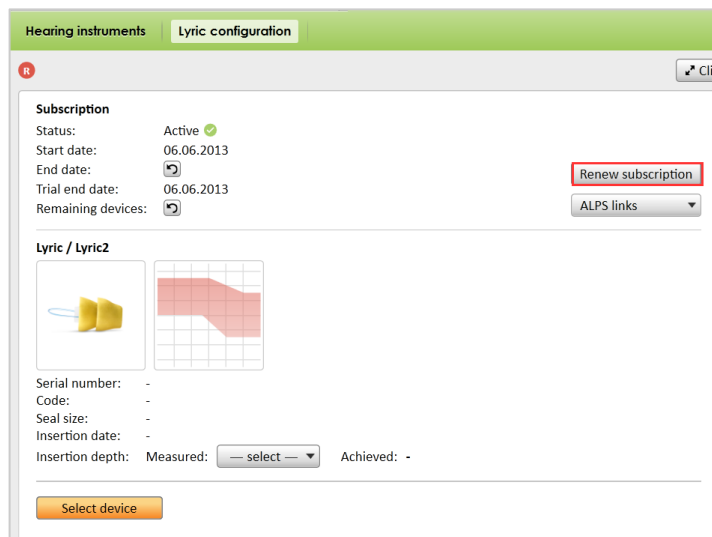 Hearing instruments Lyric configuration
R
Cli
Subscription
Status: Active
Start date: 06.06.2013
End date:
Renew subscription
Trial end date: 06.06.2013
Remaining devices:
ALPS links
Lyric / Lyric2
Serial number: -
Code: -
Seal size: -
Insertion date: -
Insertion depth: Measured: — select — Achieved: -
Select device